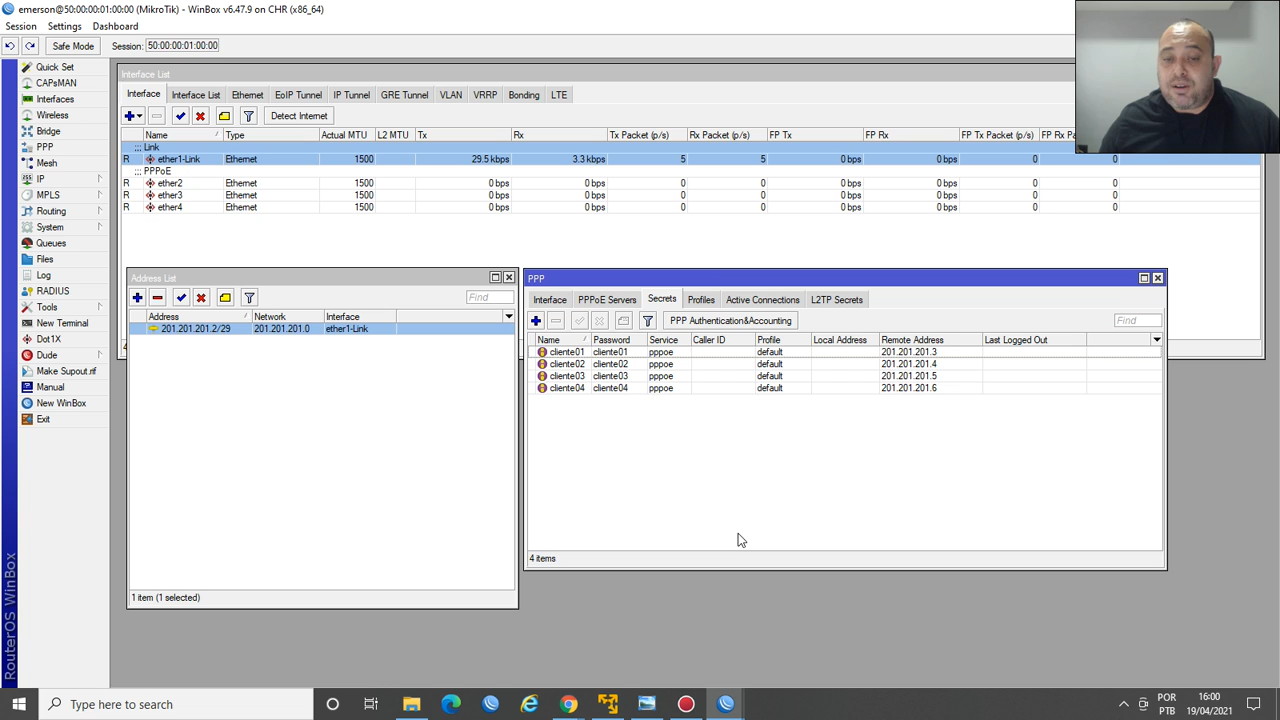 emerson@50:00:00:01:00:00 (MikroTik) - WinBox v6.47.9 on CHR (x86_64)
Session Settings Dashboard
Safe Mode Session: 50:00:00:01:00:00
Quick Set
CAPsMAN
Interfaces
Wireless
Bridge
PPP
Mesh
IP
MPLS
Routing
System
Queues
Files
Log
RADIUS
Tools
New Terminal
Dot1X
Dude
Make Supout.rif
Manual
New WinBox
Exit
RouterOS WinBox
Interface List
Interface Interface List Ethernet EoIP Tunnel IP Tunnel GRE Tunnel VLAN VRRP Bonding LTE
Detect Internet
Name Type Actual MTU L2 MTU Tx Rx Tx Packet (p/s) Rx Packet (p/s) FP Tx FP Rx FP Tx Packet (p/s) FP Rx
;;; Link
R ether1-Link Ethernet 1500 29.5 kbps 3.3 kbps 5 5 0 bps 0 bps 0 0
;;; PPPoE
R ether2 Ethernet 1500 0 bps 0 bps 0 0 0 bps 0 bps 0 0
R ether3 Ethernet 1500 0 bps 0 bps 0 0 0 bps 0 bps 0 0
R ether4 Ethernet 1500 0 bps 0 bps 0 0 0 bps 0 bps 0 0
Address List
Find
Address Network Interface
201.201.201.2/29 201.201.201.0 ether1-Link
1 item (1 selected)
PPP
Interface PPPoE Servers Secrets Profiles Active Connections L2TP Secrets
PPP Authentication&Accounting Find
Name Password Service Caller ID Profile Local Address Remote Address Last Logged Out
cliente01 cliente01 pppoe default 201.201.201.3
cliente02 cliente02 pppoe default 201.201.201.4
cliente03 cliente03 pppoe default 201.201.201.5
cliente04 cliente04 pppoe default 201.201.201.6
4 items
Type here to search
POR
PTB
16:00
19/04/2021